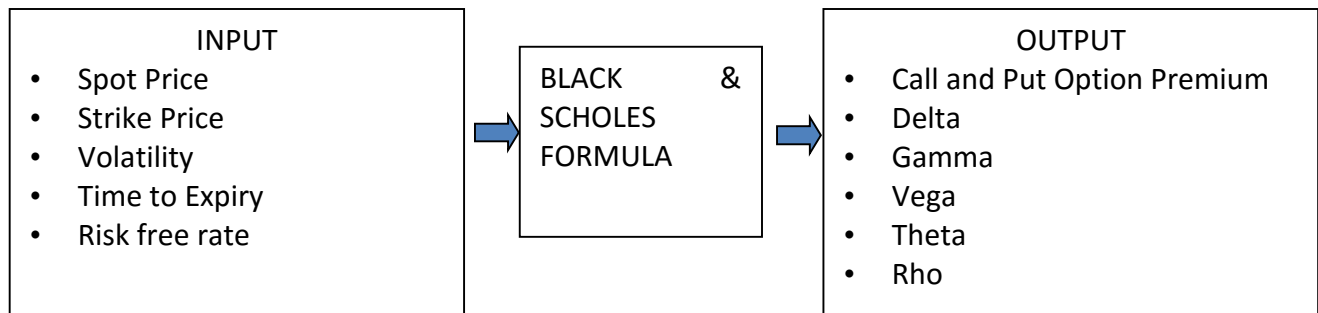 INPUT
• Spot Price
• Strike Price
• Volatility
• Time to Expiry
• Risk free rate
BLACK &
SCHOLES
FORMULA
OUTPUT
• Call and Put Option Premium
• Delta
• Gamma
• Vega
• Theta
• Rho